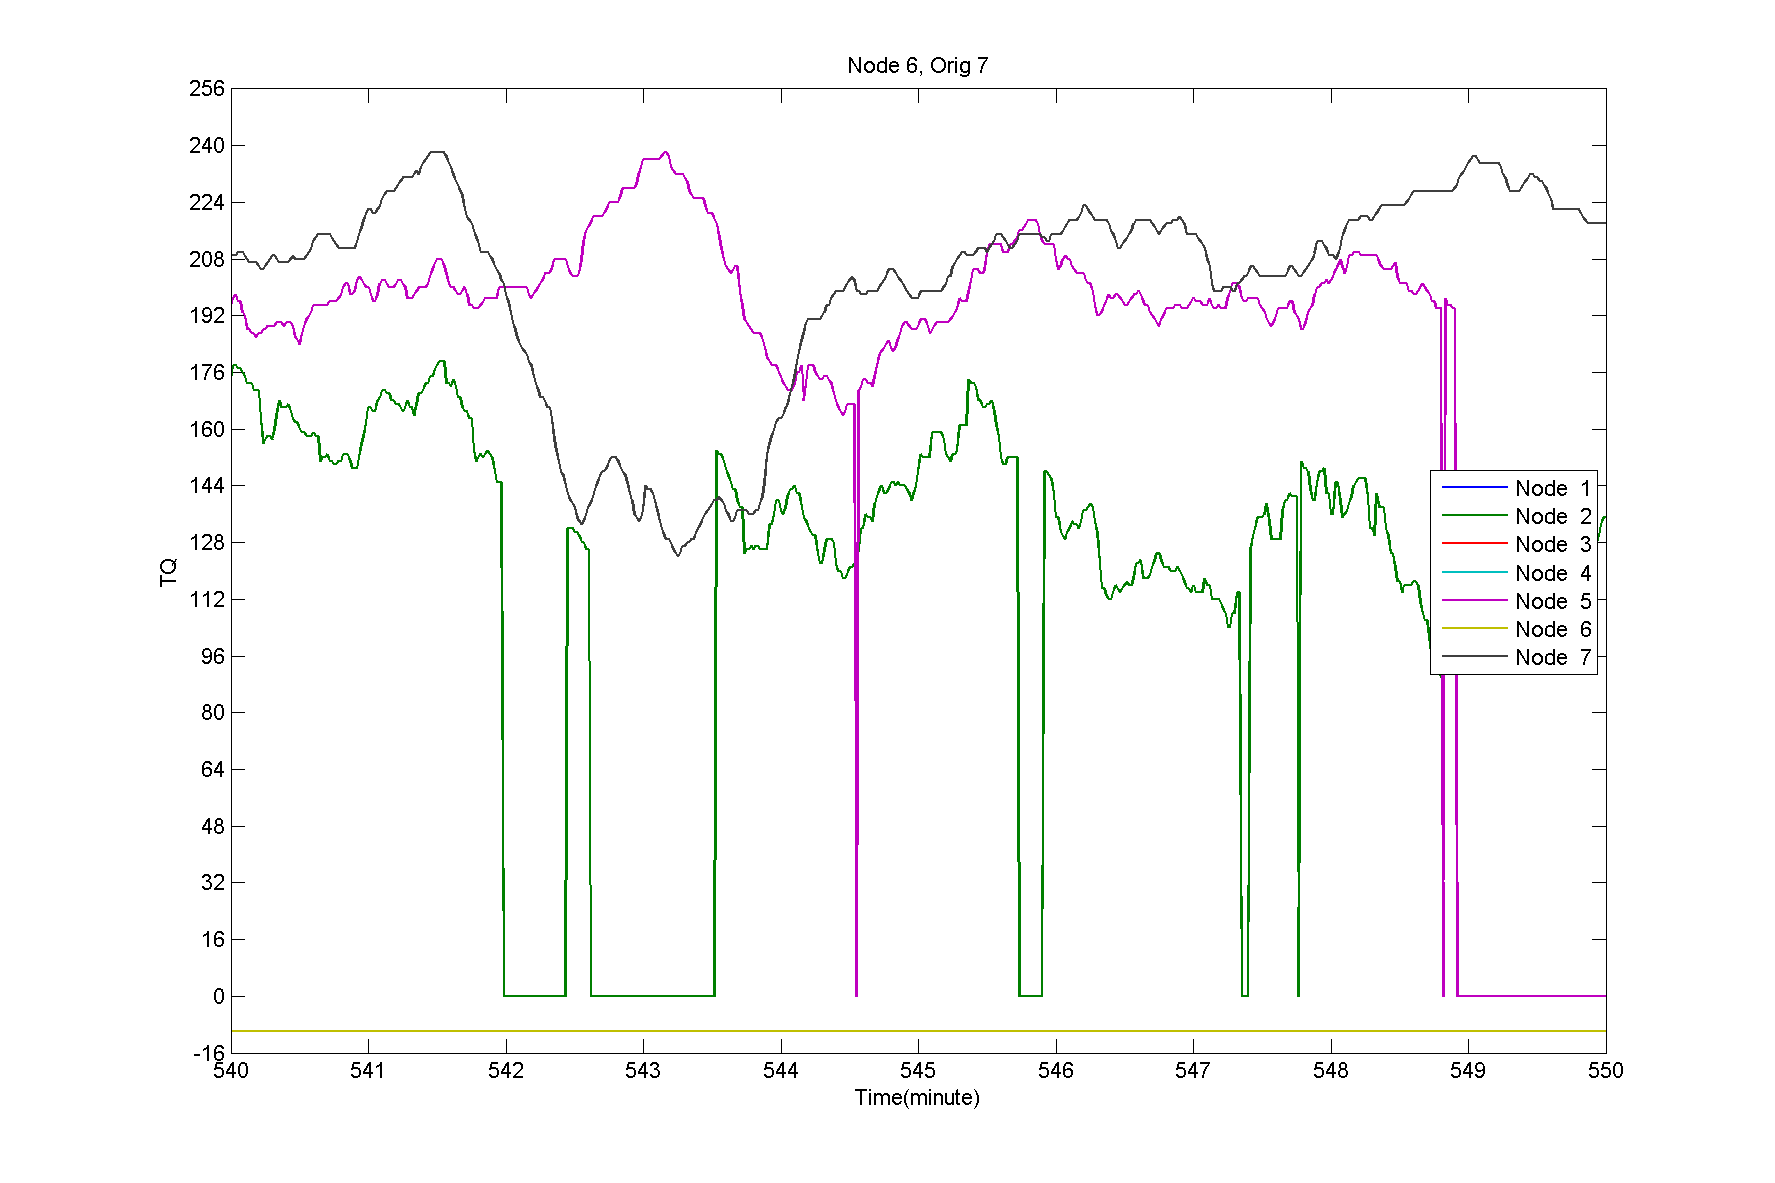 Node 6, Orig 7
256
240
224
208
192
176
160
144
128
112
96
80
64
48
32
16
0
-16
TQ
Node 1
Node 2
Node 3
Node 4
Node 5
Node 6
Node 7
540 541 542 543 544 545 546 547 548 549 550
Time(minute)